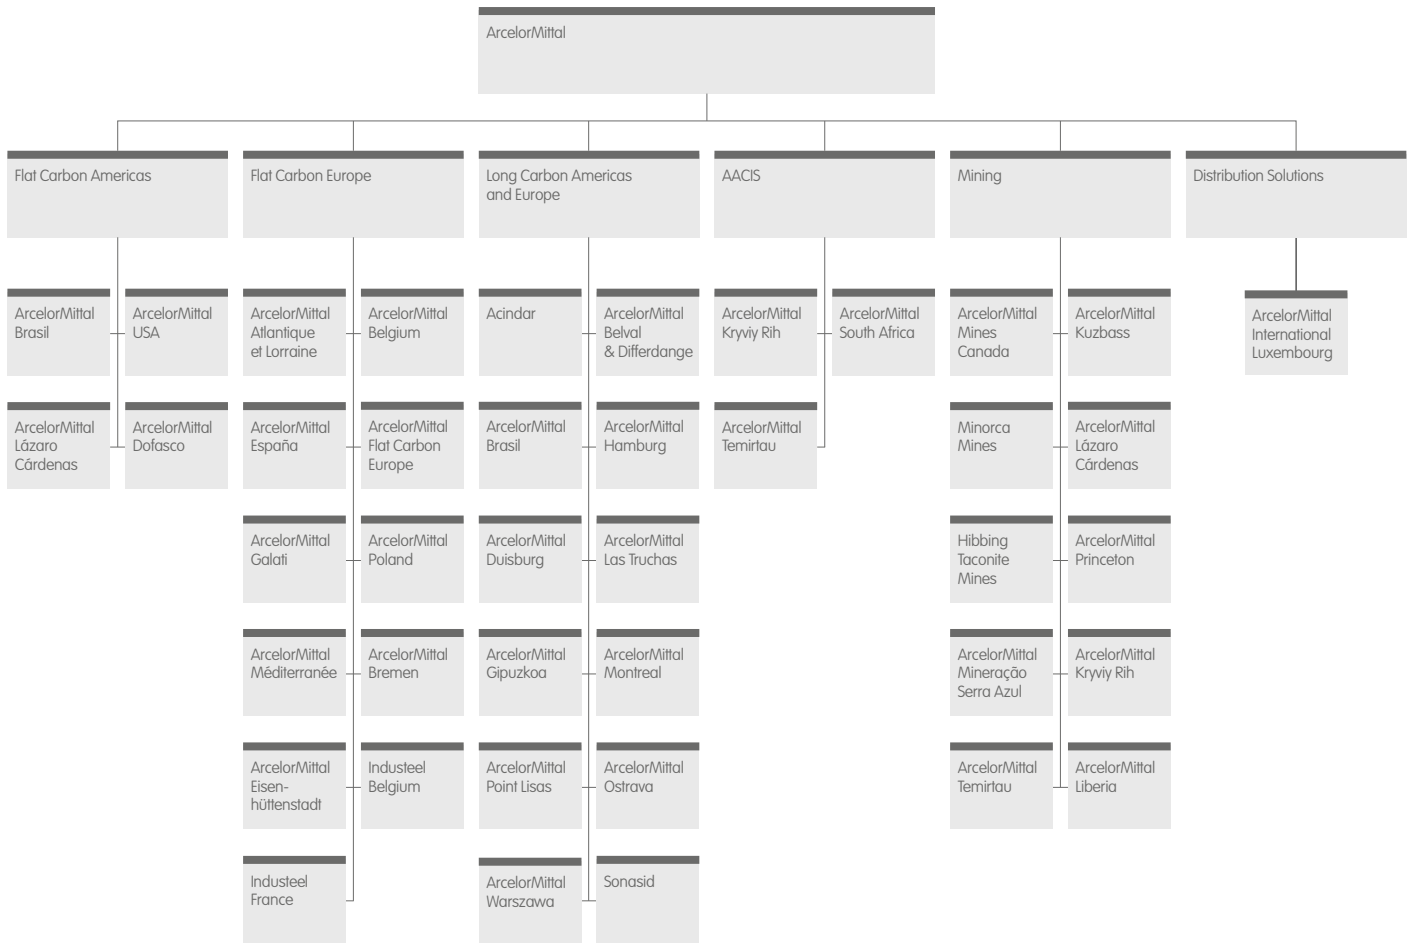 ArcelorMittal
Flat Carbon Americas
Flat Carbon Europe
Long Carbon Americas
and Europe
AACIS
Mining
Distribution Solutions
ArcelorMittal
Brasil
ArcelorMittal
USA
ArcelorMittal
Atlantique
et Lorraine
ArcelorMittal
Belgium
Acindar
ArcelorMittal
Belval
& Differdange
ArcelorMittal
Kryviy Rih
ArcelorMittal
South Africa
ArcelorMittal
Mines
Canada
ArcelorMittal
Kuzbass
ArcelorMittal
International
Luxembourg
ArcelorMittal
Lázaro
Cárdenas
ArcelorMittal
Dofasco
ArcelorMittal
España
ArcelorMittal
Flat Carbon
Europe
ArcelorMittal
Brasil
ArcelorMittal
Hamburg
ArcelorMittal
Temirtau
Minorca
Mines
ArcelorMittal
Lázaro
Cárdenas
ArcelorMittal
Galati
ArcelorMittal
Poland
ArcelorMittal
Duisburg
ArcelorMittal
Las Truchas
Hibbing
Taconite
Mines
ArcelorMittal
Princeton
ArcelorMittal
Méditerranée
ArcelorMittal
Bremen
ArcelorMittal
Gipuzkoa
ArcelorMittal
Montreal
ArcelorMittal
Mineração
Serra Azul
ArcelorMittal
Kryviy Rih
ArcelorMittal
Eisen-
hüttenstadt
Industeel
Belgium
ArcelorMittal
Point Lisas
ArcelorMittal
Ostrava
ArcelorMittal
Temirtau
ArcelorMittal
Liberia
Industeel
France
ArcelorMittal
Warszawa
Sonasid